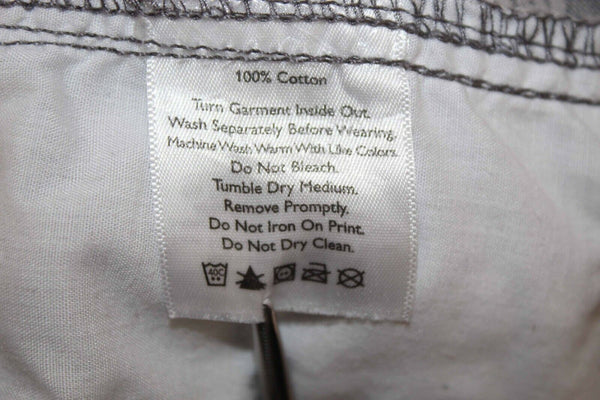 100% Cotton
Turn Garment Inside Out.
Wash Separately Before Wearing.
Machine Wash Warm With Like Colors.
Do Not Bleach.
Tumble Dry Medium.
Remove Promptly.
Do Not Iron On Print.
Do Not Dry Clean.
40C